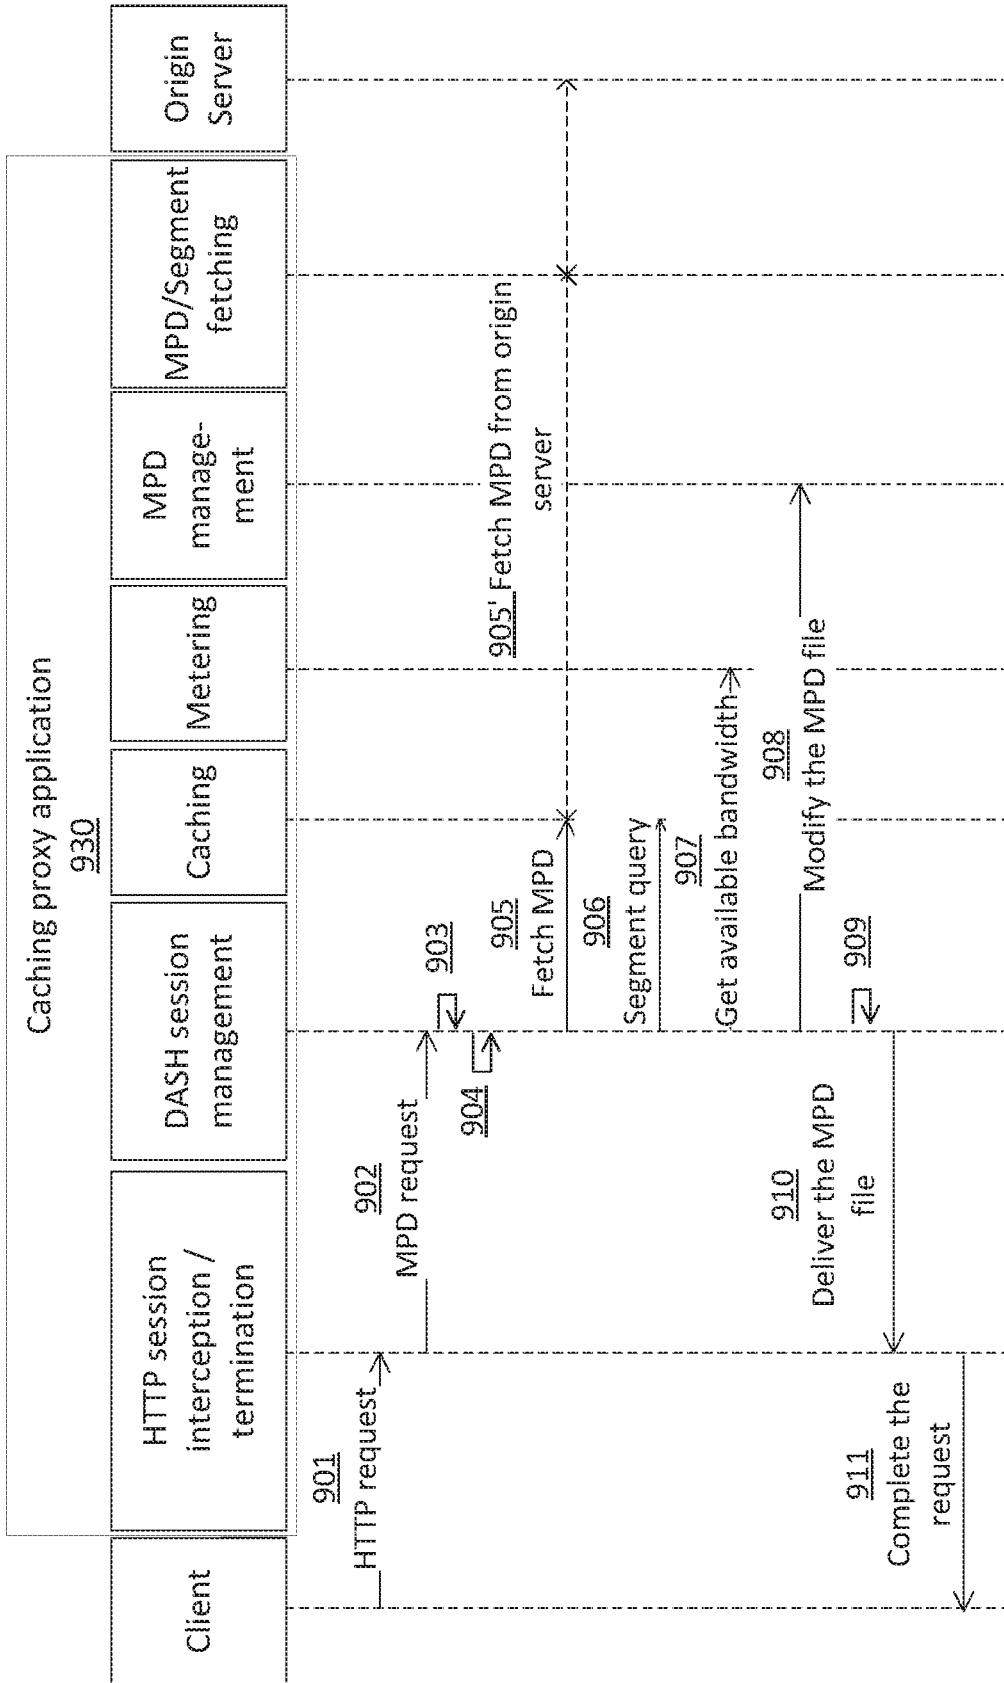 Caching proxy application
930
Client
HTTP session
interception /
termination
DASH session
management
Caching
Metering
MPD
manage-
ment
MPD/Segment
fetching
Origin
Server
901
HTTP request
902
MPD request
903
904
905
Fetch MPD
905' Fetch MPD from origin
server
906
Segment query
907
Get available bandwidth
908
Modify the MPD file
909
910
Deliver the MPD
file
911
Complete the
request